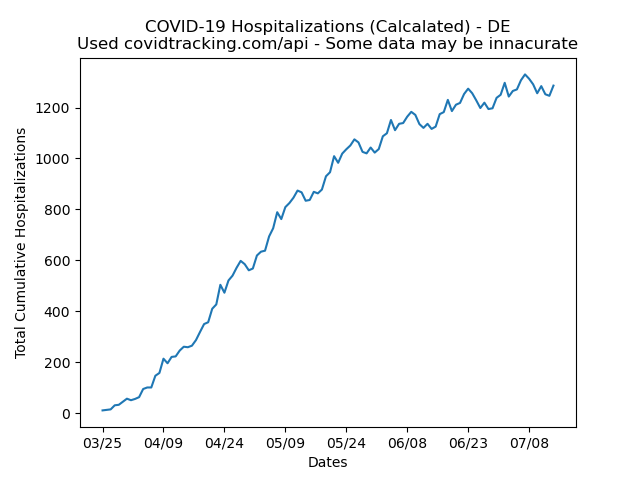 COVID-19 Hospitalizations (Calcalated) - DE
Used covidtracking.com/api - Some data may be innacurate
Total Cumulative Hospitalizations
1200
1000
800
600
400
200
0
03/25 04/09 04/24 05/09 05/24 06/08 06/23 07/08
Dates